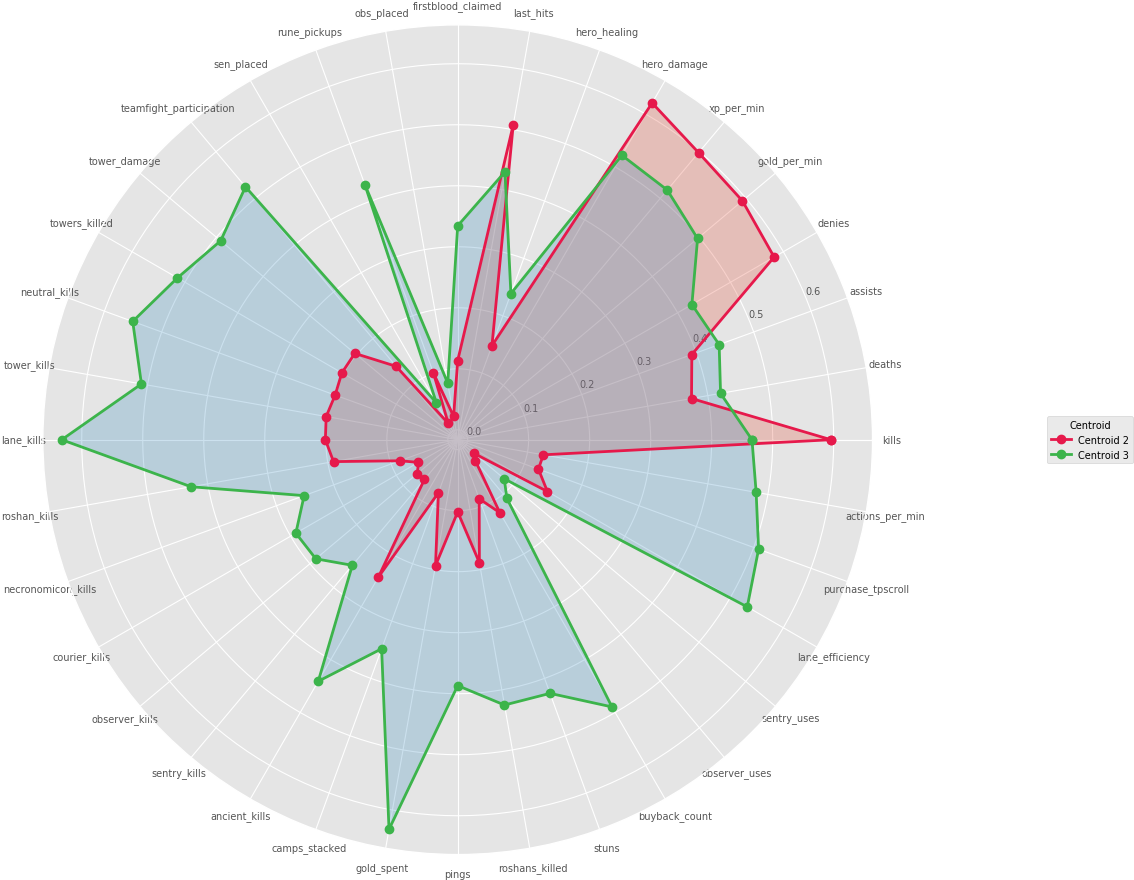 firstblood_claimed
obs_placed
last_hits
rune_pickups
hero_healing
sen_placed
hero_damage
teamfight_participation
xp_per_min
tower_damage
gold_per_min
towers_killed
denies
neutral_kills
assists
tower_kills
deaths
lane_kills
kills
roshan_kills
actions_per_min
necronomicon_kills
purchase_tpscroll
courier_kills
lane_efficiency
observer_kills
sentry_uses
sentry_kills
observer_uses
ancient_kills
buyback_count
camps_stacked
stuns
gold_spent
roshans_killed
pings
0.0
0.1
0.2
0.3
0.4
0.5
0.6
Centroid
Centroid 2
Centroid 3